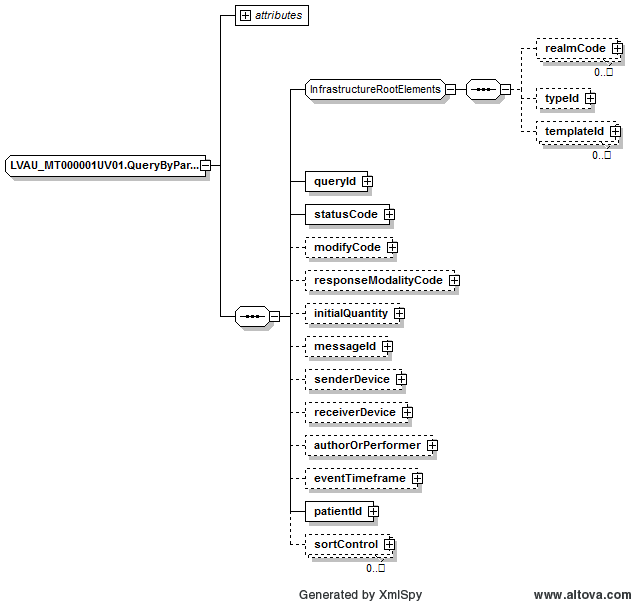 attributes
InfrastructureRootElements
realmCode
0..
typeId
templateId
0..
LVAU_MT000001UV01.QueryByPar...
queryId
statusCode
modifyCode
responseModalityCode
initialQuantity
messageId
senderDevice
receiverDevice
authorOrPerformer
eventTimeframe
patientId
sortControl
0..
Generated by XmlSpy
www.altova.com